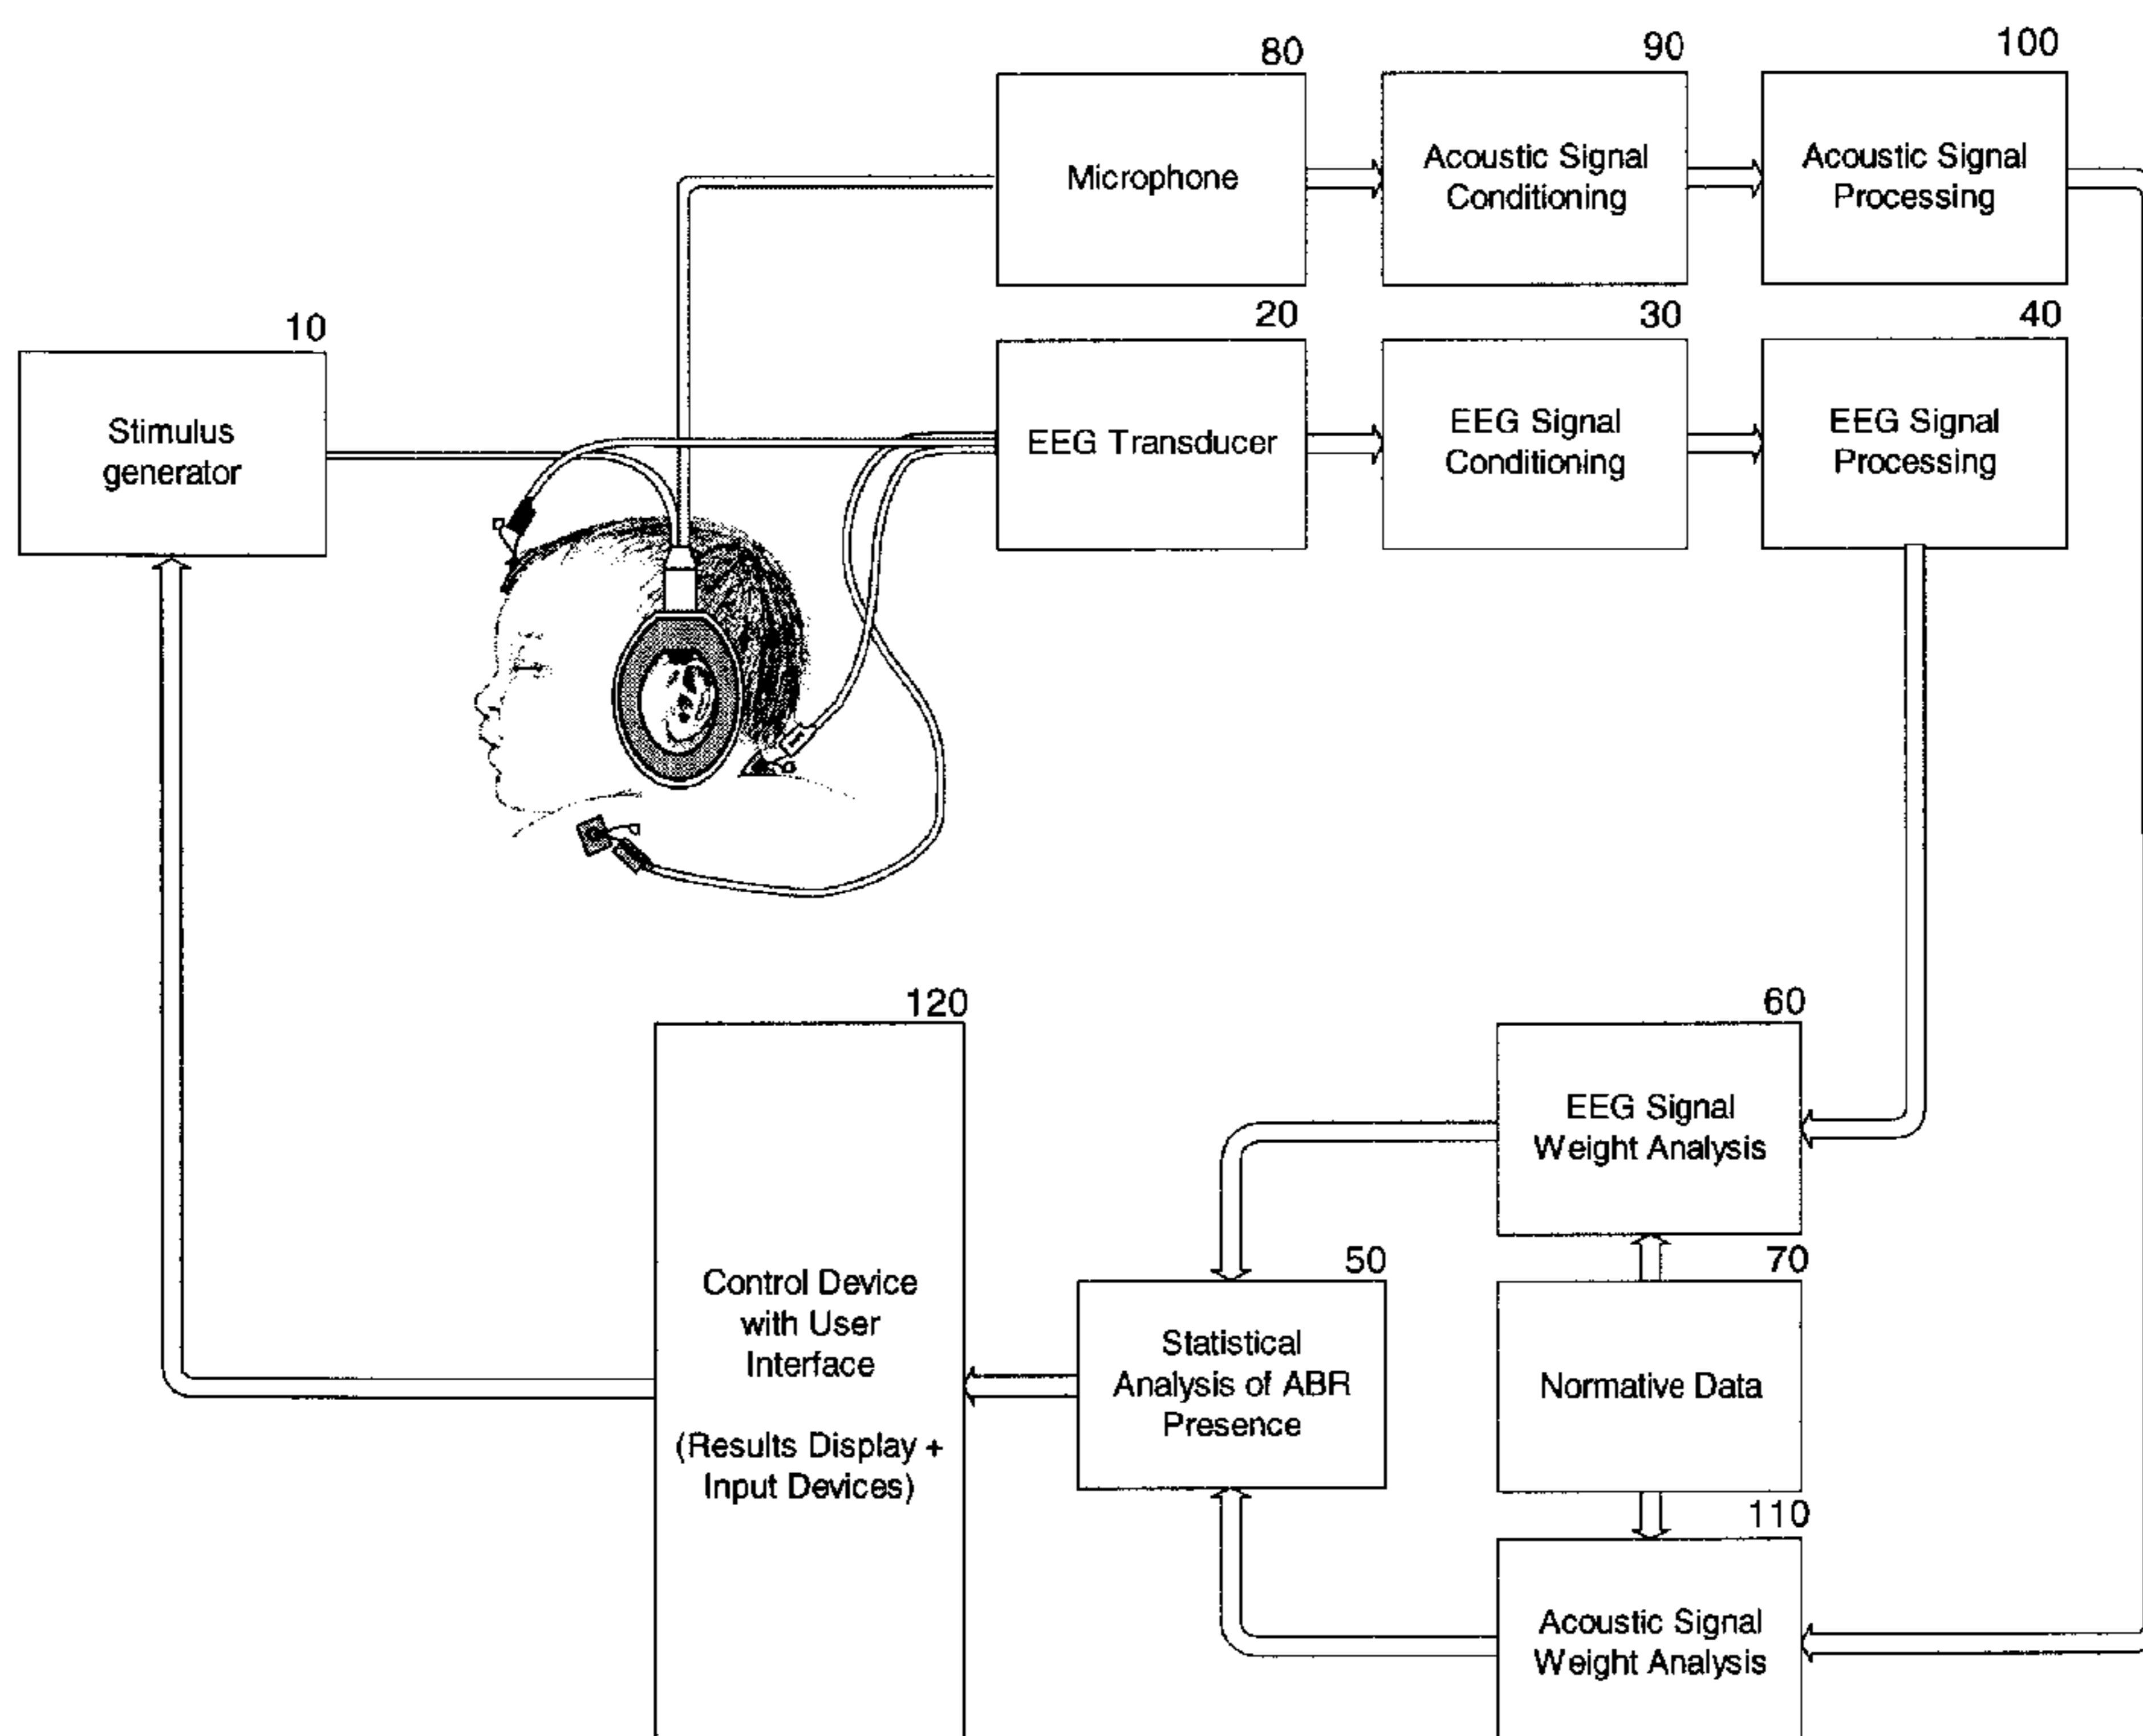 80
Microphone
90
Acoustic Signal
Conditioning
100
Acoustic Signal
Processing
10
Stimulus
generator
20
EEG Transducer
30
EEG Signal
Conditioning
40
EEG Signal
Processing
120
Control Device
with User
Interface
(Results Display +
Input Devices)
60
EEG Signal
Weight Analysis
50
Statistical
Analysis of ABR
Presence
70
Normative Data
110
Acoustic Signal
Weight Analysis